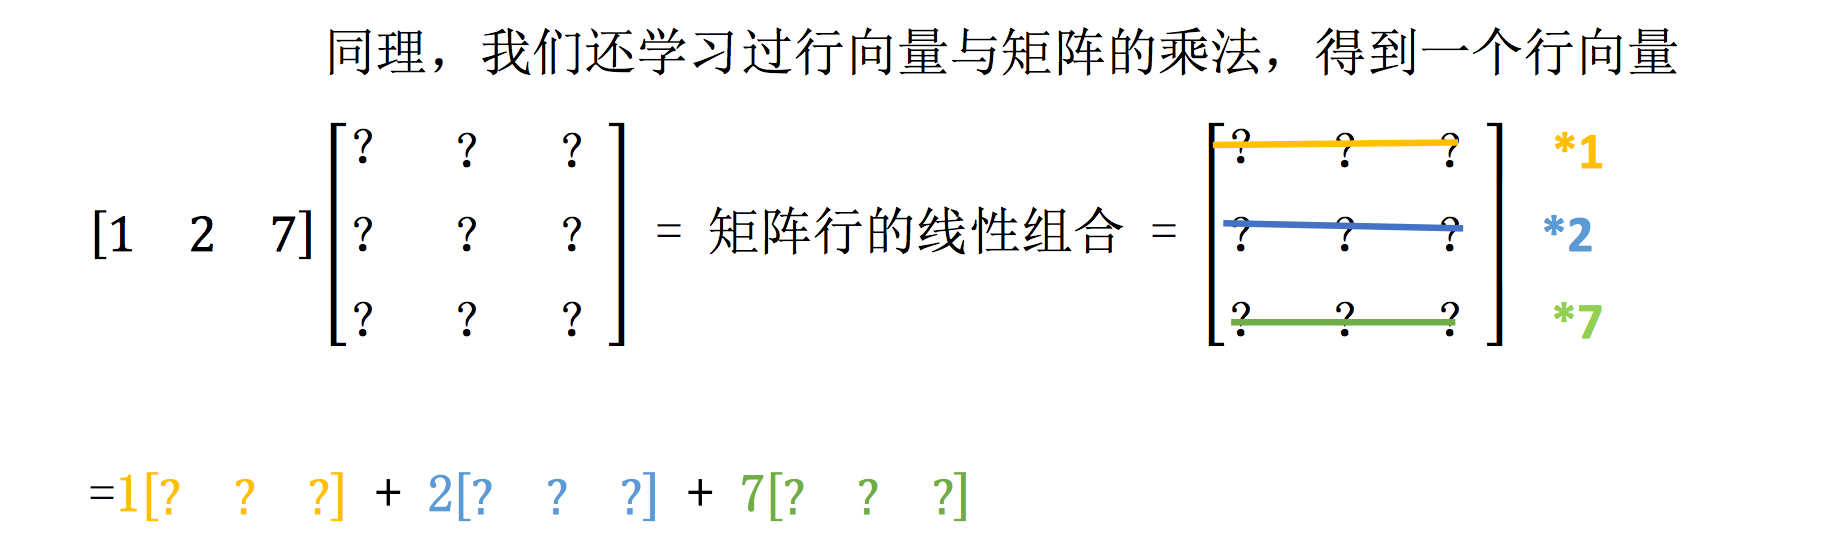 同理，我们还学习过行向量与矩阵的乘法，得到一个行向量
? ? ? ? ? ? *1
[1 2 7] ? ? ? = 矩阵行的线性组合 = ? ? ? *2
? ? ? ? ? ? *7
=1[? ? ?] + 2[? ? ?] + 7[? ? ?]